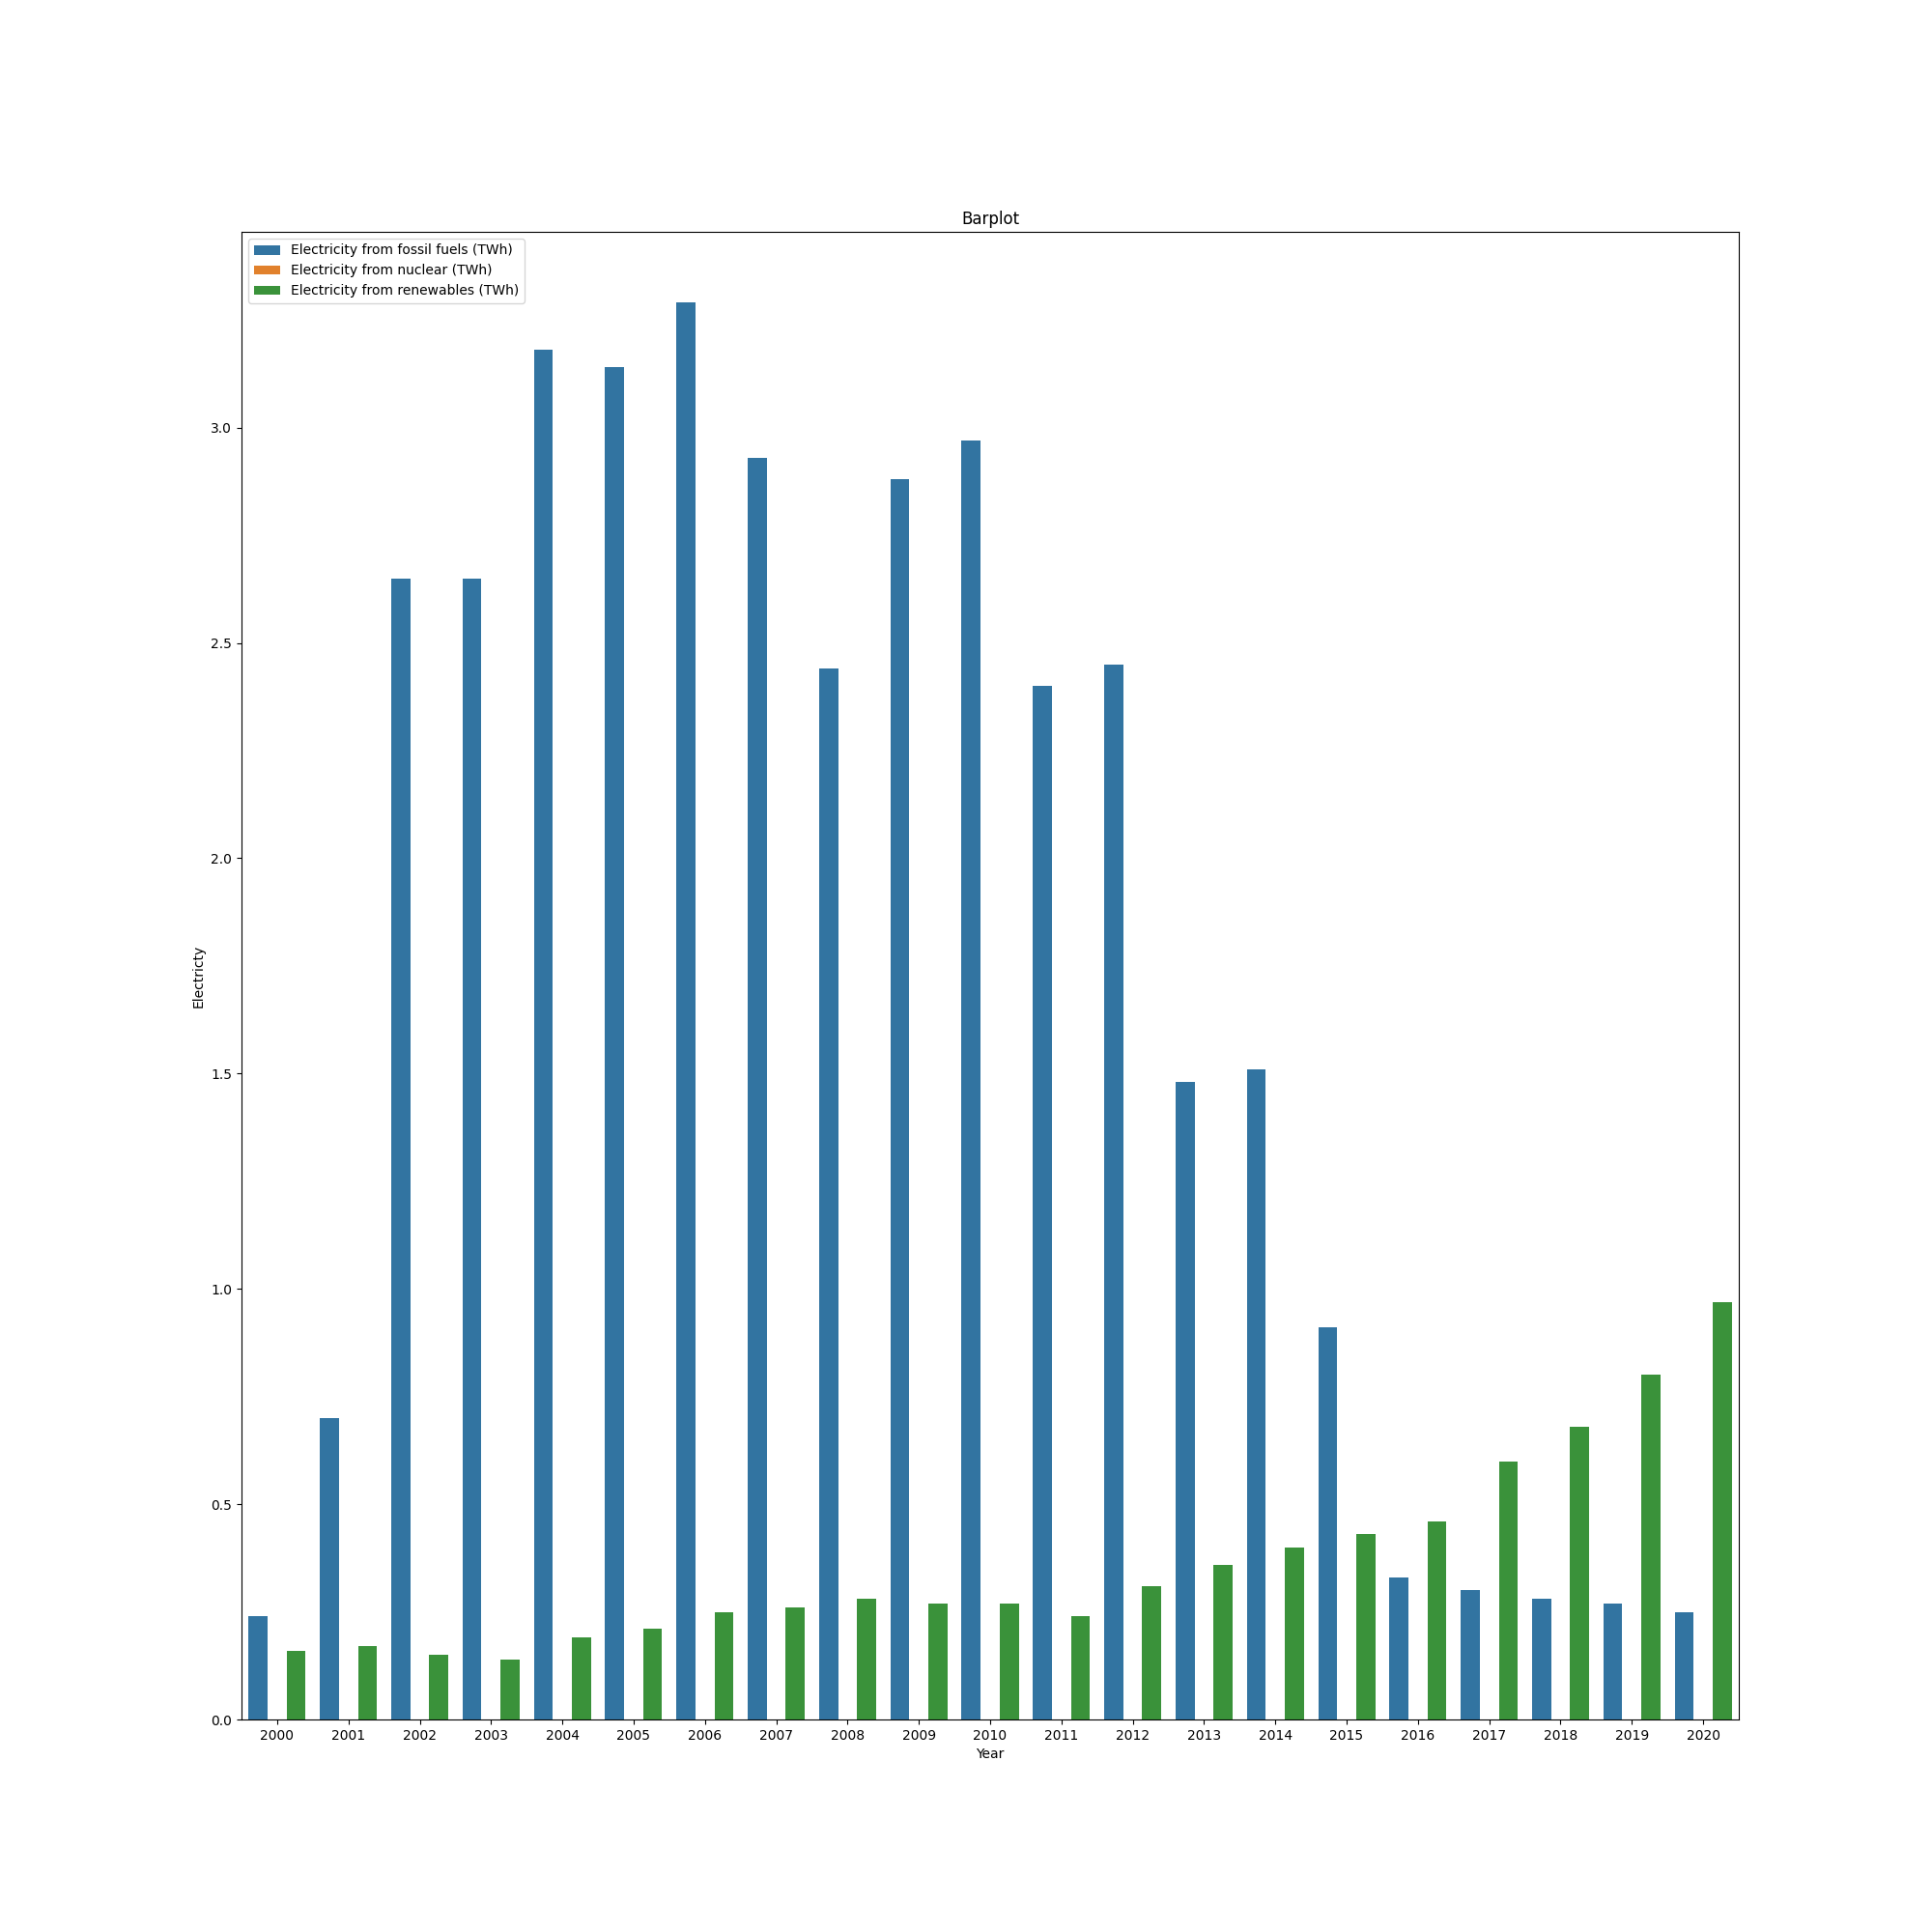 Barplot
Electricity from fossil fuels (TWh)
Electricity from nuclear (TWh)
Electricity from renewables (TWh)
3.0
2.5
2.0
1.5
1.0
0.5
0.0
Electricty
2000 2001 2002 2003 2004 2005 2006 2007 2008 2009 2010 2011 2012 2013 2014 2015 2016 2017 2018 2019 2020
Year